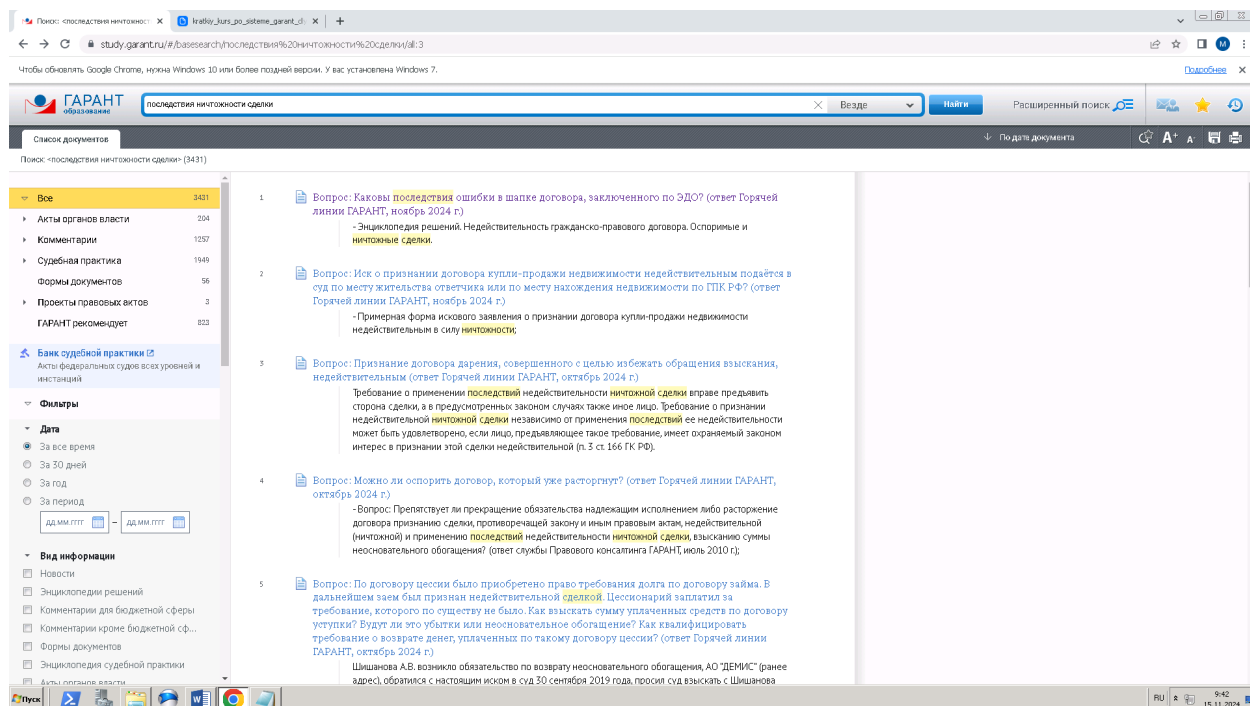 Поиск: <последствия ничтожност
kratkiy_kurs_po_sisteme_garant_dly
study.garant.ru/#/basesearch/последствия%20ничтожности%20сделки/all:3
M
Чтобы обновлять Google Chrome, нужна Windows 10 или более поздней версии. У вас установлена Windows 7.
Подробнее
ГАРАНТ
образование
последствия ничтожности сделки
Везде
Найти
Расширенный поиск
Список документов
По дате документа
A+
A-
Поиск: <последствия ничтожности сделки> (3431)
Все 3431
Акты органов власти 204
Комментарии 1257
Судебная практика 1949
Формы документов 56
Проекты правовых актов 3
ГАРАНТ рекомендует 823
Банк судебной практики
Акты федеральных судов всех уровней и
инстанций
Фильтры
Дата
За все время
За 30 дней
За год
За период
дд.мм.гггг – дд.мм.гггг
Вид информации
Новости
Энциклопедии решений
Комментарии для бюджетной сферы
Комментарии кроме бюджетной сф...
Формы документов
Энциклопедия судебной практики
Акты органов власти
1 Вопрос: Каковы последствия ошибки в шапке договора, заключенного по ЭДО? (ответ Горячей
линии ГАРАНТ, ноябрь 2024 г.)
- Энциклопедия решений. Недействительность гражданско-правового договора. Оспоримые и
ничтожные сделки.
2 Вопрос: Иск о признании договора купли-продажи недвижимости недействительным подаётся в
суд по месту жительства ответчика или по месту нахождения недвижимости по ГПК РФ? (ответ
Горячей линии ГАРАНТ, ноябрь 2024 г.)
- Примерная форма искового заявления о признании договора купли-продажи недвижимости
недействительным в силу ничтожности;
3 Вопрос: Признание договора дарения, совершенного с целью избежать обращения взыскания,
недействительным (ответ Горячей линии ГАРАНТ, октябрь 2024 г.)
Требование о применении последствий недействительности ничтожной сделки вправе предъявить
сторона сделки, а в предусмотренных законом случаях также иное лицо. Требование о признании
недействительной ничтожной сделки независимо от применения последствий ее недействительности
может быть удовлетворено, если лицо, предъявляющее такое требование, имеет охраняемый законом
интерес в признании этой сделки недействительной (п. 3 ст. 166 ГК РФ).
4 Вопрос: Можно ли оспорить договор, который уже расторгнут? (ответ Горячей линии ГАРАНТ,
октябрь 2024 г.)
- Вопрос: Препятствует ли прекращение обязательства надлежащим исполнением либо расторжение
договора признанию сделки, противоречащей закону и иным правовым актам, недействительной
(ничтожной) и применению последствий недействительности ничтожной сделки, взысканию суммы
неосновательного обогащения? (ответ службы Правового консалтинга ГАРАНТ, июль 2010 г.);
5 Вопрос: По договору цессии было приобретено право требования долга по договору займа. В
дальнейшем заем был признан недействительной сделкой. Цессионарий заплатил за
требование, которого по существу не было. Как взыскать сумму уплаченных средств по договору
уступки? Будут ли это убытки или неосновательное обогащение? Как квалифицировать
требование о возврате денег, уплаченных по такому договору цессии? (ответ Горячей линии
ГАРАНТ, октябрь 2024 г.)
Шишанова А.В. возникло обязательство по возврату неосновательного обогащения, АО "ДЕМИС" (ранее
адрес), обратился с настоящим иском в суд 30 сентября 2019 года, просил суд взыскать с Шишанова
Пуск
RU
9:42
15.11.2024